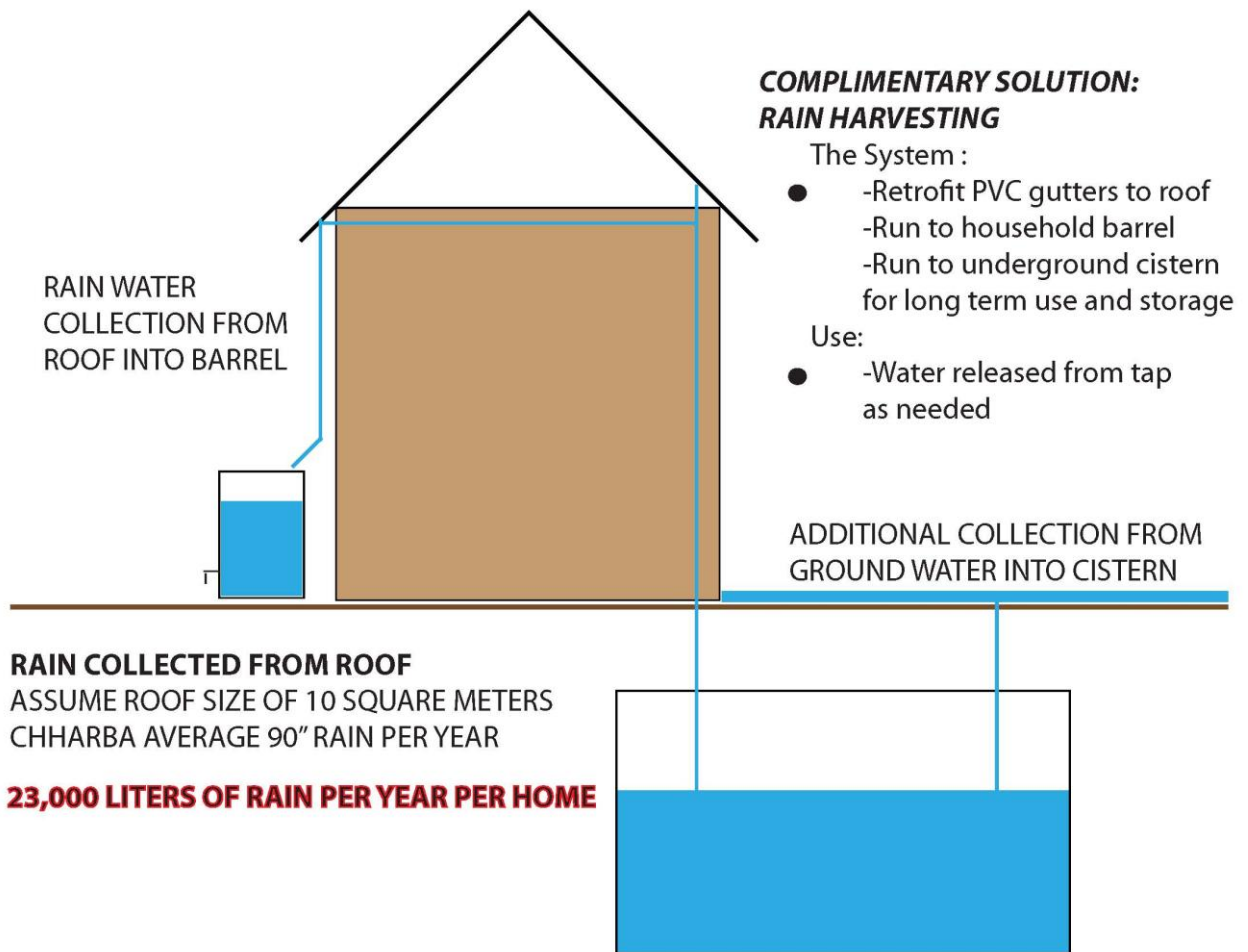 COMPLIMENTARY SOLUTION:
RAIN HARVESTING
The System :
● -Retrofit PVC gutters to roof
-Run to household barrel
-Run to underground cistern
for long term use and storage
Use:
● -Water released from tap
as needed
RAIN WATER
COLLECTION FROM
ROOF INTO BARREL
ADDITIONAL COLLECTION FROM
GROUND WATER INTO CISTERN
RAIN COLLECTED FROM ROOF
ASSUME ROOF SIZE OF 10 SQUARE METERS
CHHARBA AVERAGE 90” RAIN PER YEAR
23,000 LITERS OF RAIN PER YEAR PER HOME